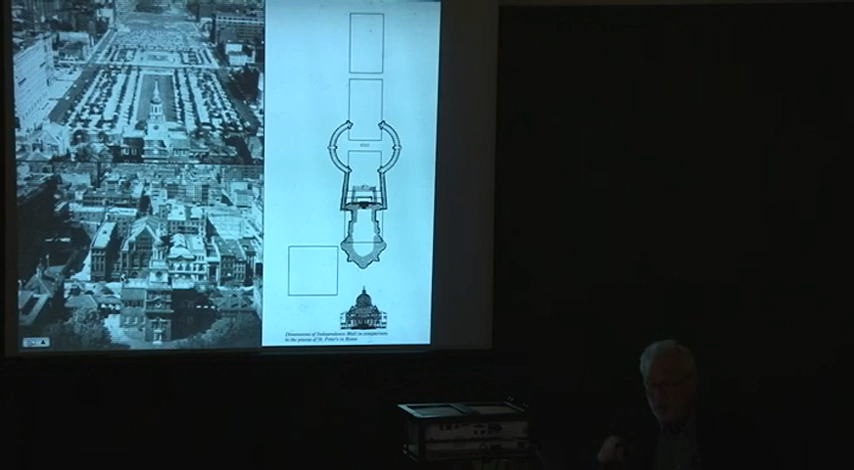 Dimensions of Independence Mall in comparison
to the piazza of St. Peter's in Rome